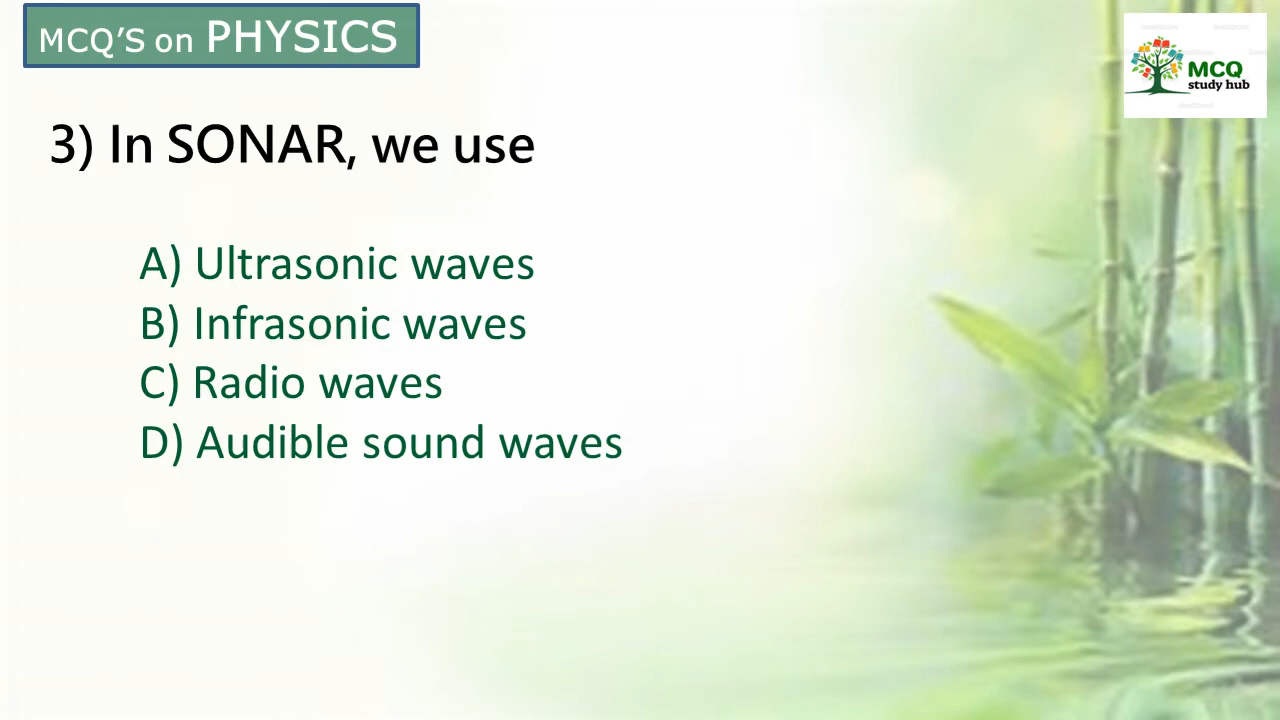 MCQ’S on PHYSICS
MCQ
study hub
3) In SONAR, we use
A) Ultrasonic waves
B) Infrasonic waves
C) Radio waves
D) Audible sound waves